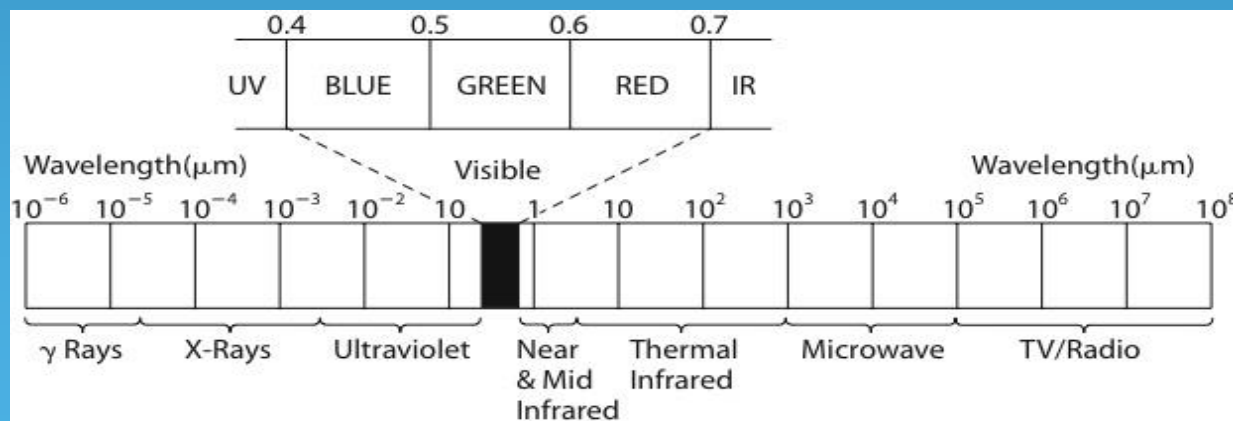 0.4 0.5 0.6 0.7
UV BLUE GREEN RED IR
Wavelength(μm) Visible Wavelength(μm)
10⁻⁶ 10⁻⁵ 10⁻⁴ 10⁻³ 10⁻² 10 1 10 10² 10³ 10⁴ 10⁵ 10⁶ 10⁷ 10⁸
γ Rays X-Rays Ultraviolet Near Thermal Microwave TV/Radio
& Mid Infrared
Infrared